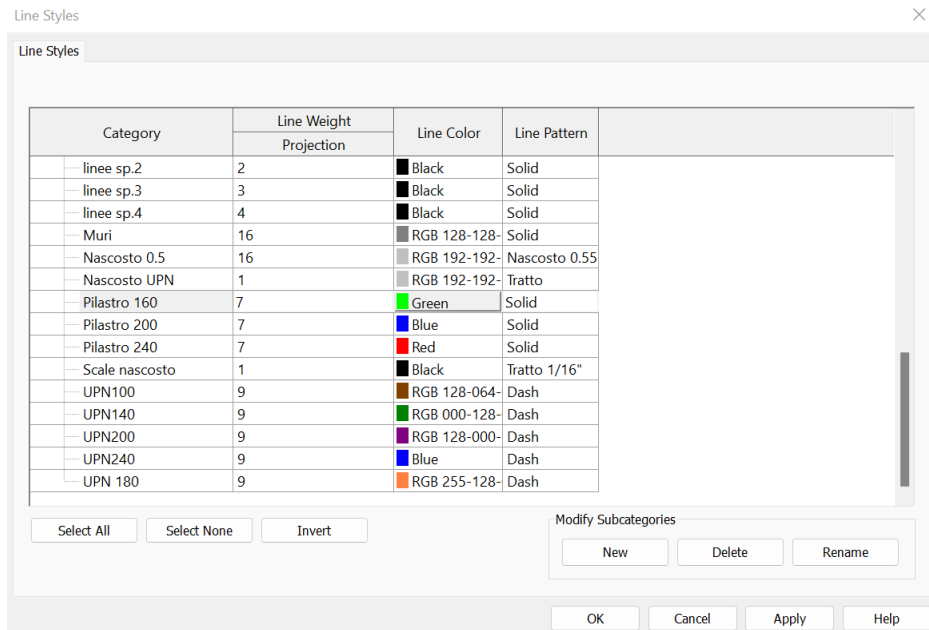 Line Styles
Line Styles
Category Line Weight Line Color Line Pattern
Projection
linee sp.2 2 Black Solid
linee sp.3 3 Black Solid
linee sp.4 4 Black Solid
Muri 16 RGB 128-128- Solid
Nascosto 0.5 16 RGB 192-192- Nascosto 0.55
Nascosto UPN 1 RGB 192-192- Tratto
Pilastro 160 7 Green Solid
Pilastro 200 7 Blue Solid
Pilastro 240 7 Red Solid
Scale nascosto 1 Black Tratto 1/16"
UPN100 9 RGB 128-064- Dash
UPN140 9 RGB 000-128- Dash
UPN200 9 RGB 128-000- Dash
UPN240 9 Blue Dash
UPN 180 9 RGB 255-128- Dash
Select All Select None Invert
Modify Subcategories
New Delete Rename
OK Cancel Apply Help